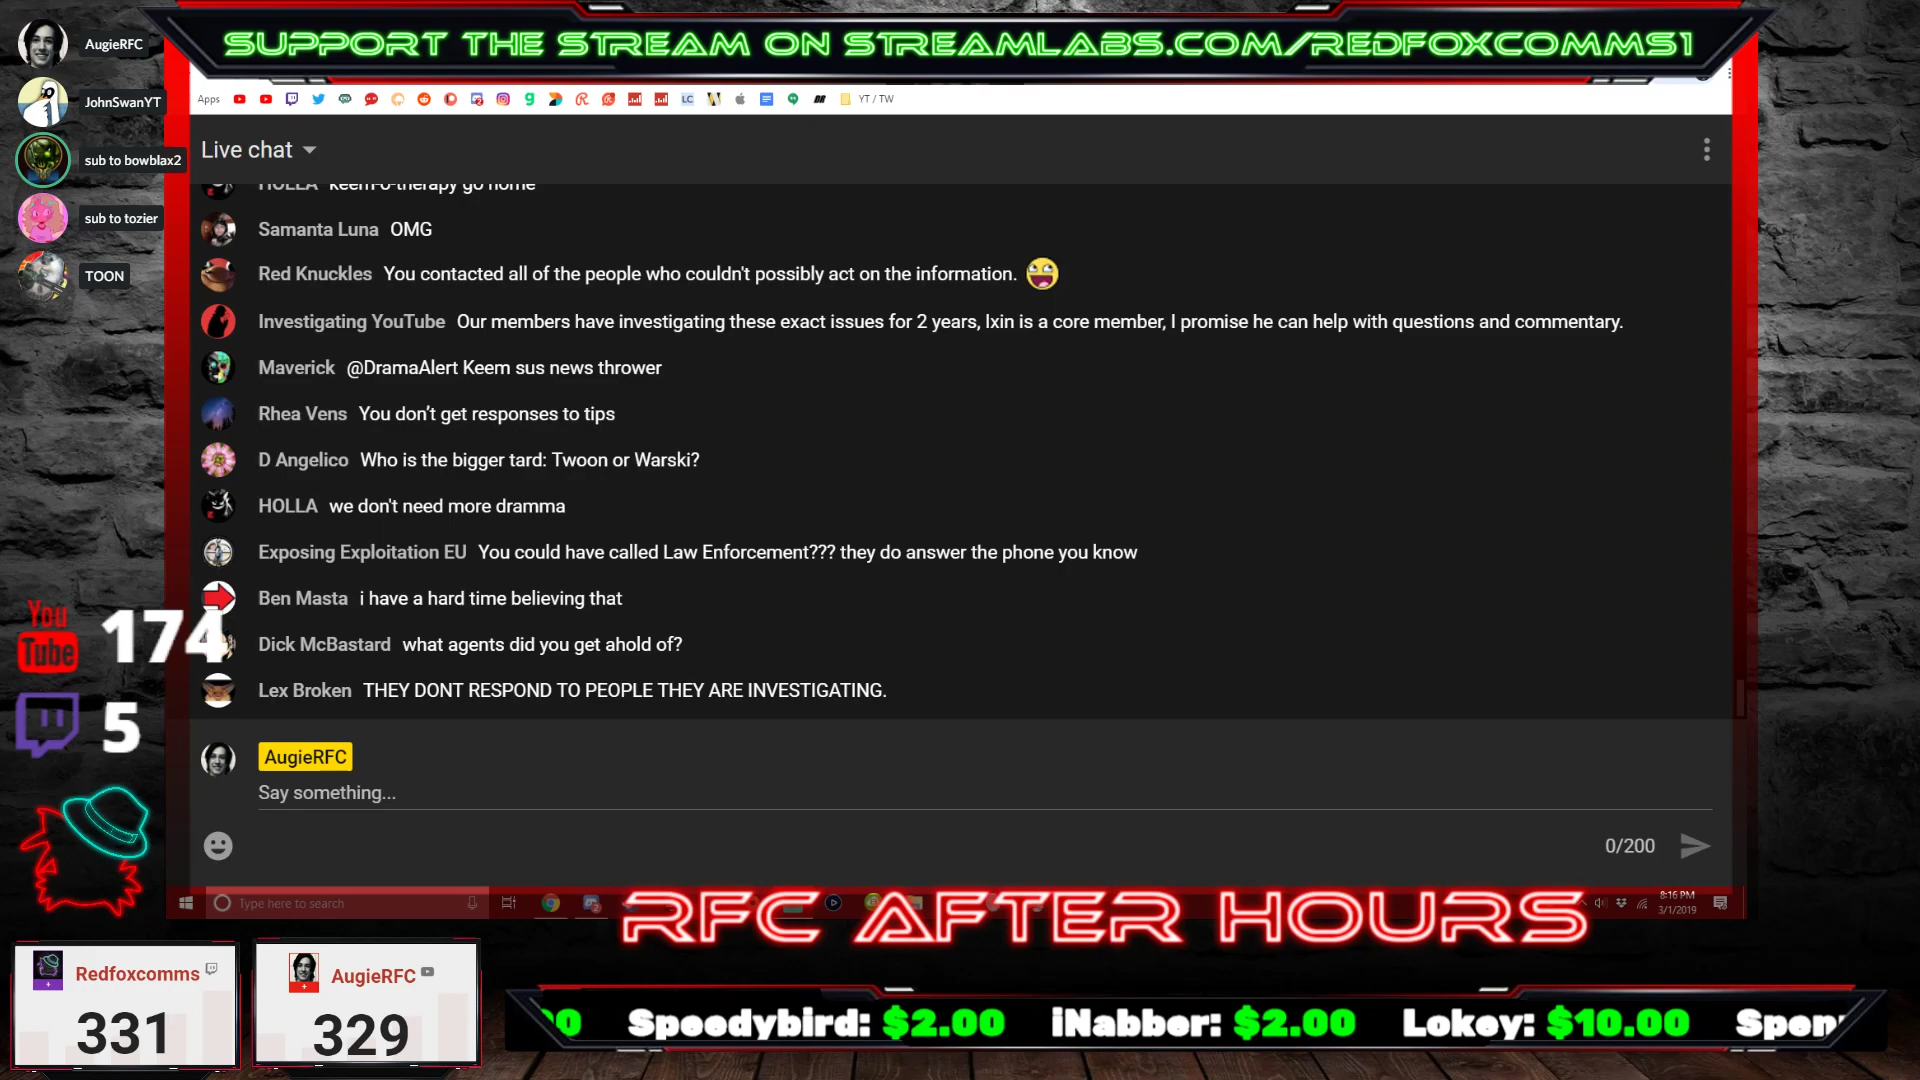 SUPPORT THE STREAM ON STREAMLABS.COM/REDFOXCOMMS1
AugieRFC
JohnSwanYT
sub to bowblax2
sub to tozier
TOON
Apps
LC
YT / TW
Live chat
HOLLA keem-o-therapy go home
Samanta Luna OMG
Red Knuckles You contacted all of the people who couldn't possibly act on the information.
Investigating YouTube Our members have investigating these exact issues for 2 years, Ixin is a core member, I promise he can help with questions and commentary.
Maverick @DramaAlert Keem sus news thrower
Rhea Vens You don't get responses to tips
D Angelico Who is the bigger tard: Twoon or Warski?
HOLLA we don't need more dramma
Exposing Exploitation EU You could have called Law Enforcement??? they do answer the phone you know
Ben Masta i have a hard time believing that
Dick McBastard what agents did you get ahold of?
Lex Broken THEY DONT RESPOND TO PEOPLE THEY ARE INVESTIGATING.
AugieRFC
Say something...
0/200
You Tube 174
5
Type here to search
8:16 PM
3/1/2019
RFC AFTER HOURS
Redfoxcomms
331
AugieRFC
329
0 Speedybird: $2.00 iNabber: $2.00 Lokey: $10.00